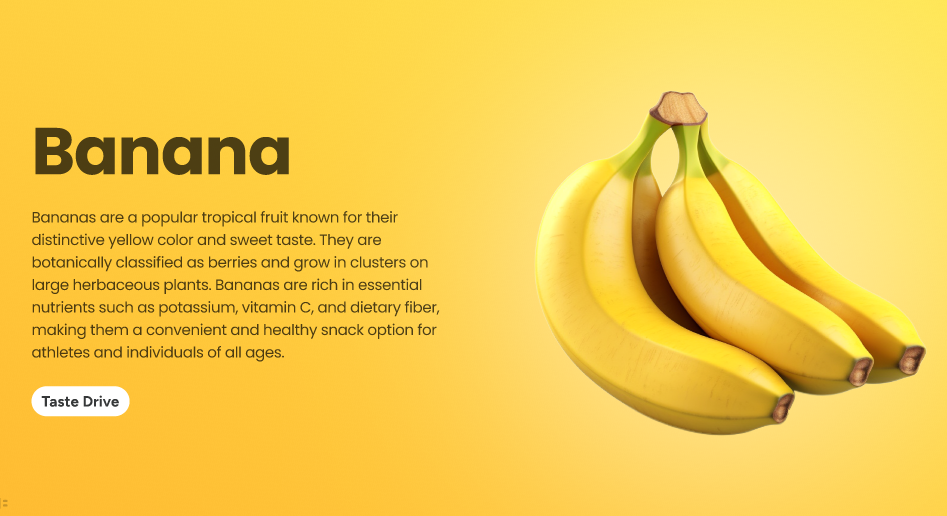 Banana
Bananas are a popular tropical fruit known for their
distinctive yellow color and sweet taste. They are
botanically classified as berries and grow in clusters on
large herbaceous plants. Bananas are rich in essential
nutrients such as potassium, vitamin C, and dietary fiber,
making them a convenient and healthy snack option for
athletes and individuals of all ages.
Taste Drive